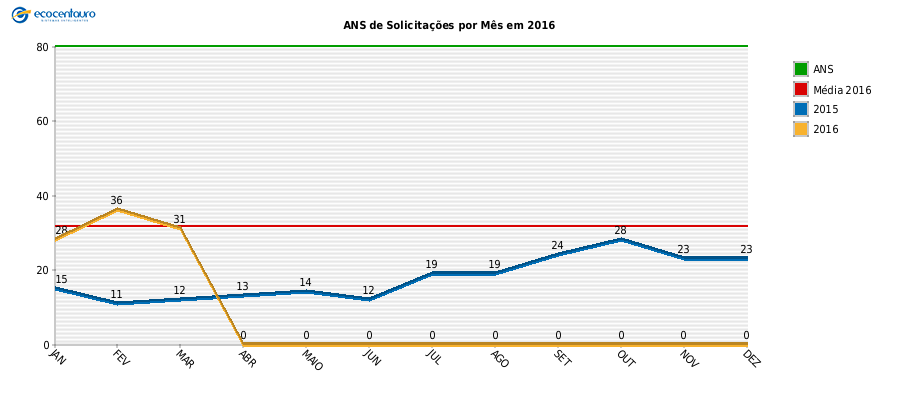 ecocentauro
ANS de Solicitações por Mês em 2016
80
60
40
20
0
ANS
Média 2016
2015
2016
28 36 31 0 0 0 0 0 0 0 0 0
15 11 12 13 14 12 19 19 24 28 23 23
JAN FEV MAR ABR MAIO JUN JUL AGO SET OUT NOV DEZ